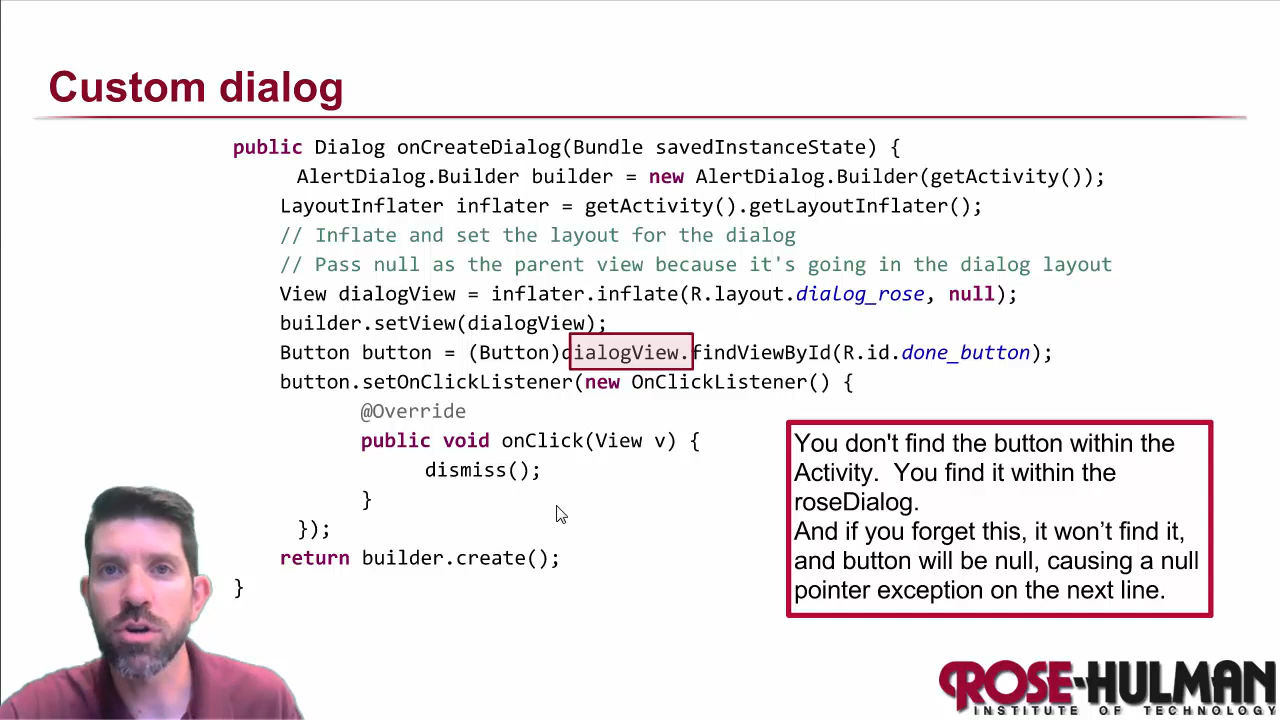 Custom dialog
public Dialog onCreateDialog(Bundle savedInstanceState) {
AlertDialog.Builder builder = new AlertDialog.Builder(getActivity());
LayoutInflater inflater = getActivity().getLayoutInflater();
// Inflate and set the layout for the dialog
// Pass null as the parent view because it's going in the dialog layout
View dialogView = inflater.inflate(R.layout.dialog_rose, null);
builder.setView(dialogView);
Button button = (Button)dialogView.findViewById(R.id.done_button);
button.setOnClickListener(new OnClickListener() {
@Override
public void onClick(View v) {
dismiss();
}
});
return builder.create();
}
You don't find the button within the
Activity. You find it within the
roseDialog.
And if you forget this, it won’t find it,
and button will be null, causing a null
pointer exception on the next line.
ROSE-HULMAN
INSTITUTE OF TECHNOLOGY